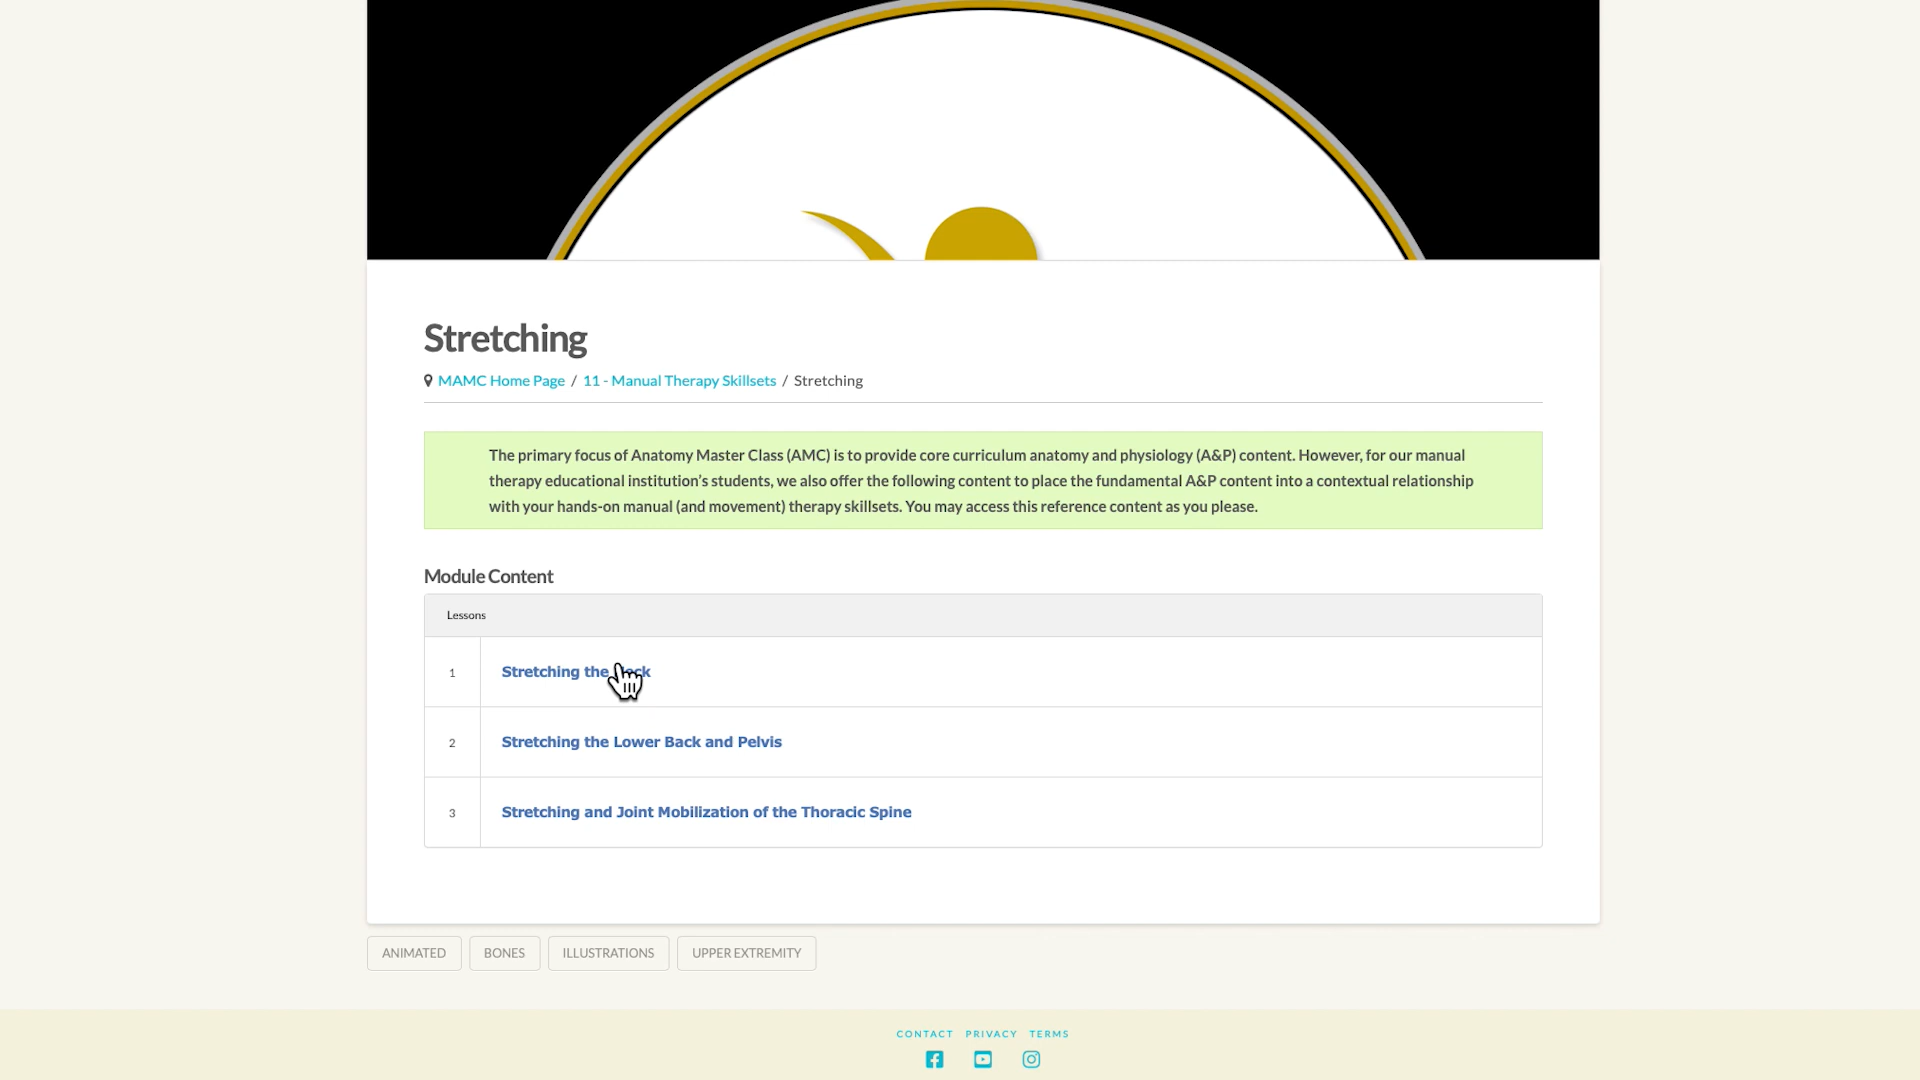 Stretching
MAMC Home Page / 11 - Manual Therapy Skillsets / Stretching
The primary focus of Anatomy Master Class (AMC) is to provide core curriculum anatomy and physiology (A&P) content. However, for our manual
therapy educational institution's students, we also offer the following content to place the fundamental A&P content into a contextual relationship
with your hands-on manual (and movement) therapy skillsets. You may access this reference content as you please.
Module Content
Lessons
1 Stretching the
2 Stretching the Lower Back and Pelvis
3 Stretching and Joint Mobilization of the Thoracic Spine
ANIMATED BONES ILLUSTRATIONS UPPER EXTREMITY
CONTACT PRIVACY TERMS